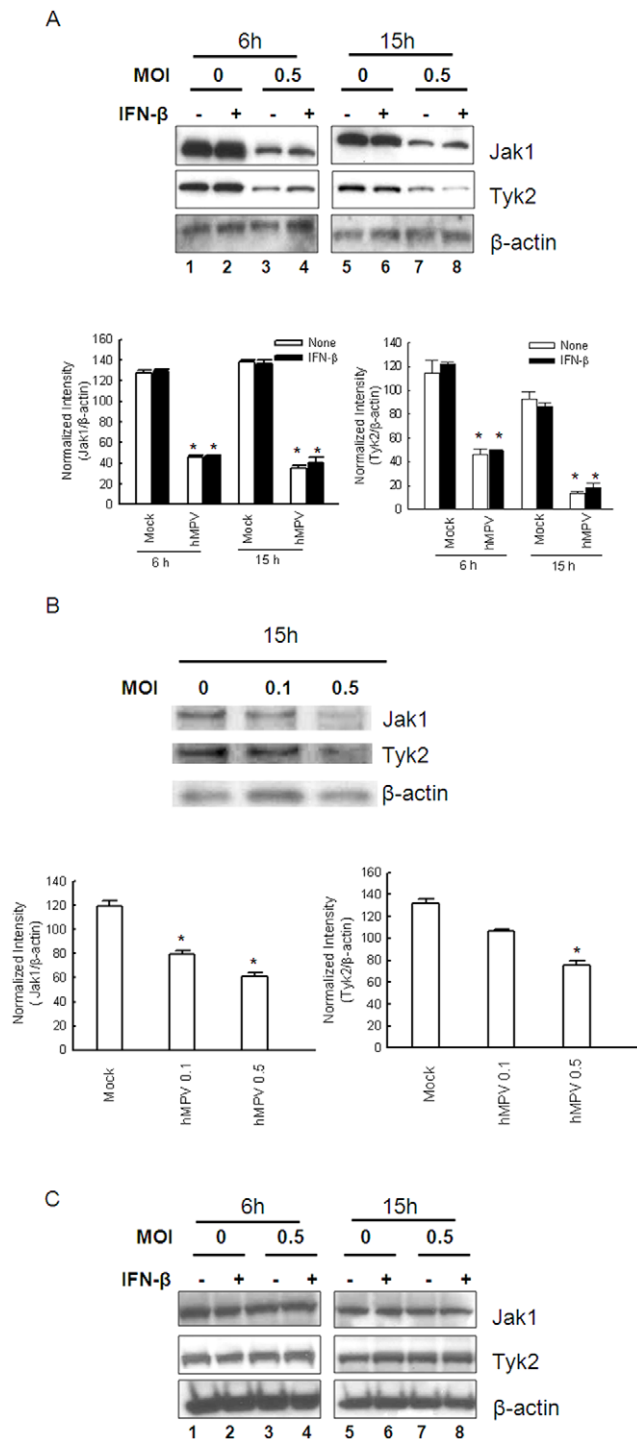 A
6h 15h
MOI 0 0.5 0 0.5
IFN-β - + - + - + - +
Jak1
Tyk2
β-actin
1 2 3 4 5 6 7 8
Normalized Intensity
(Jak1/β-actin)
160
140
120
100
80
60
40
20
0
None
IFN-β
* * * *
Mock hMPV Mock hMPV
6 h 15 h
Normalized Intensity
(Tyk2/β-actin)
140
120
100
80
60
40
20
0
None
IFN-β
* * * *
Mock hMPV Mock hMPV
6 h 15 h
B
15h
MOI 0 0.1 0.5
Jak1
Tyk2
β-actin
Normalized Intensity
( Jak1/β-actin)
140
120
100
80
60
40
20
0
* *
Mock hMPV 0.1 hMPV 0.5
Normalized Intensity
(Tyk2/β-actin)
160
140
120
100
80
60
40
20
0
*
Mock hMPV 0.1 hMPV 0.5
C
6h 15h
MOI 0 0.5 0 0.5
IFN-β - + - + - + - +
Jak1
Tyk2
β-actin
1 2 3 4 5 6 7 8